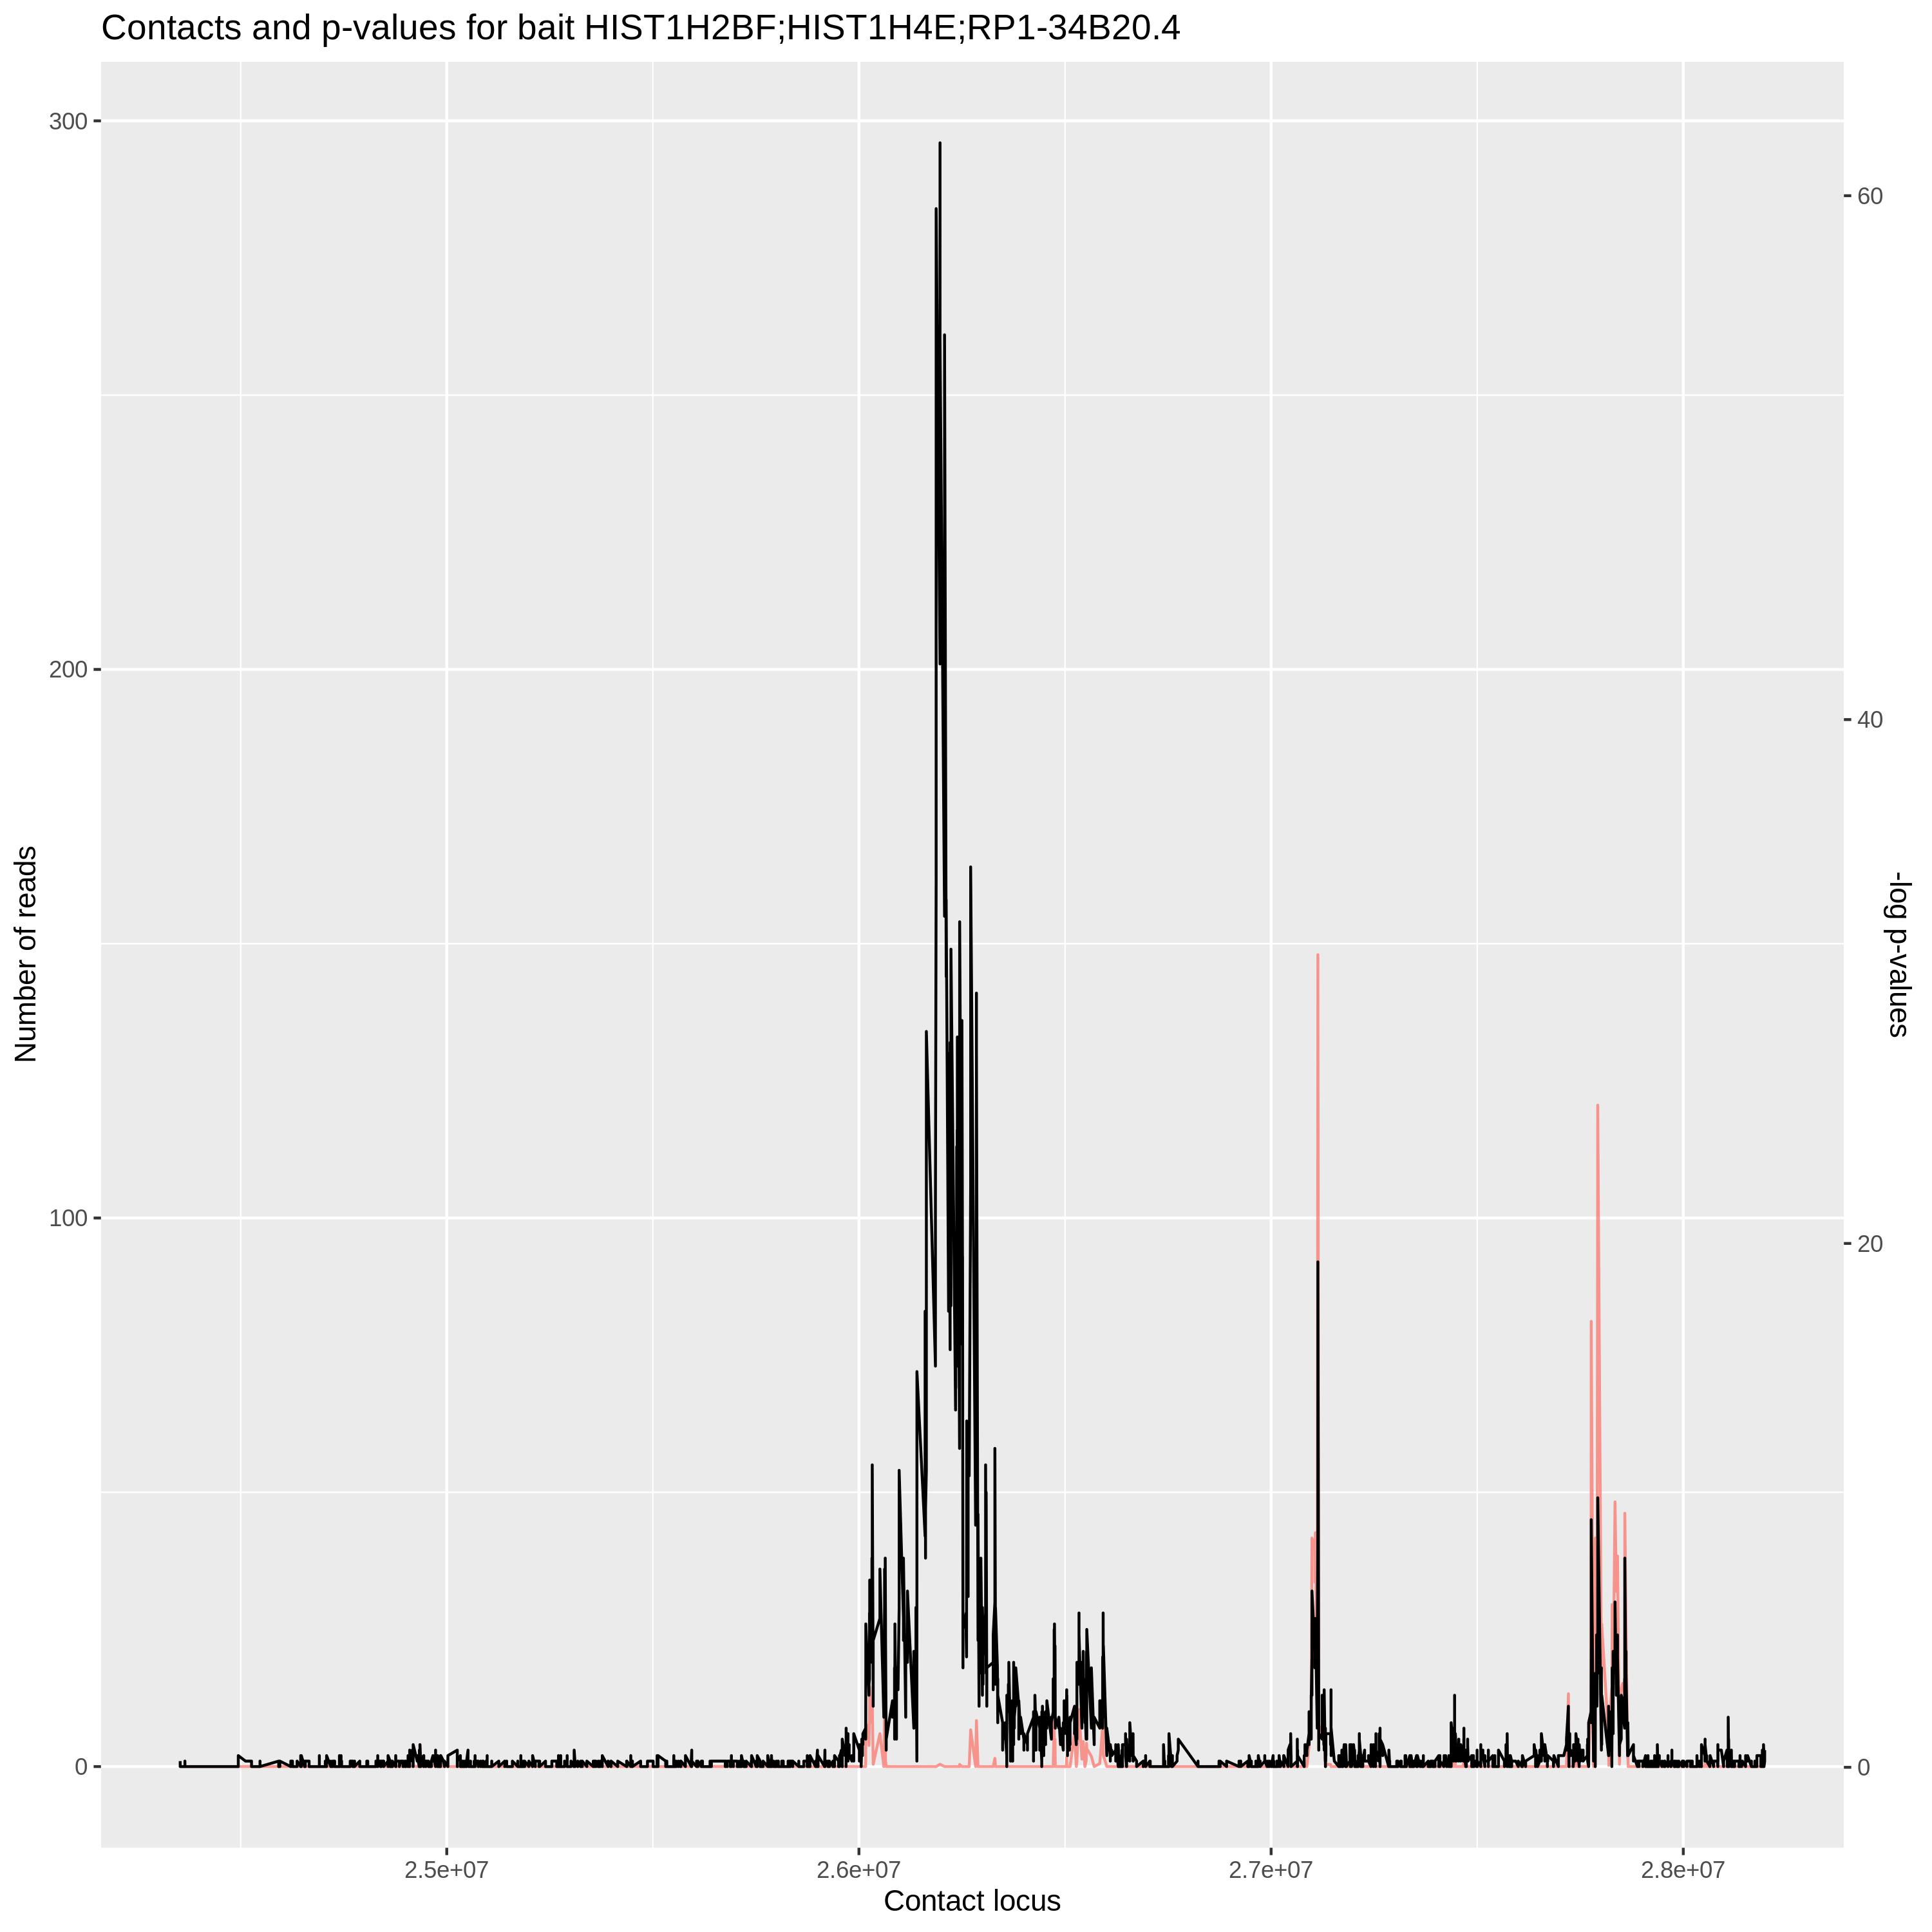 Contacts and p-values for bait HIST1H2BF;HIST1H4E;RP1-34B20.4
300
200
100
0
Number of reads
60
40
20
0
-log p-values
2.5e+07
2.6e+07
2.7e+07
2.8e+07
Contact locus